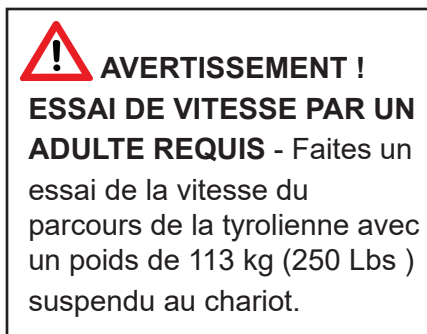 AVERTISSEMENT !
ESSAI DE VITESSE PAR UN
ADULTE REQUIS - Faites un
essai de la vitesse du
parcours de la tyrolienne avec
un poids de 113 kg (250 Lbs )
suspendu au chariot.